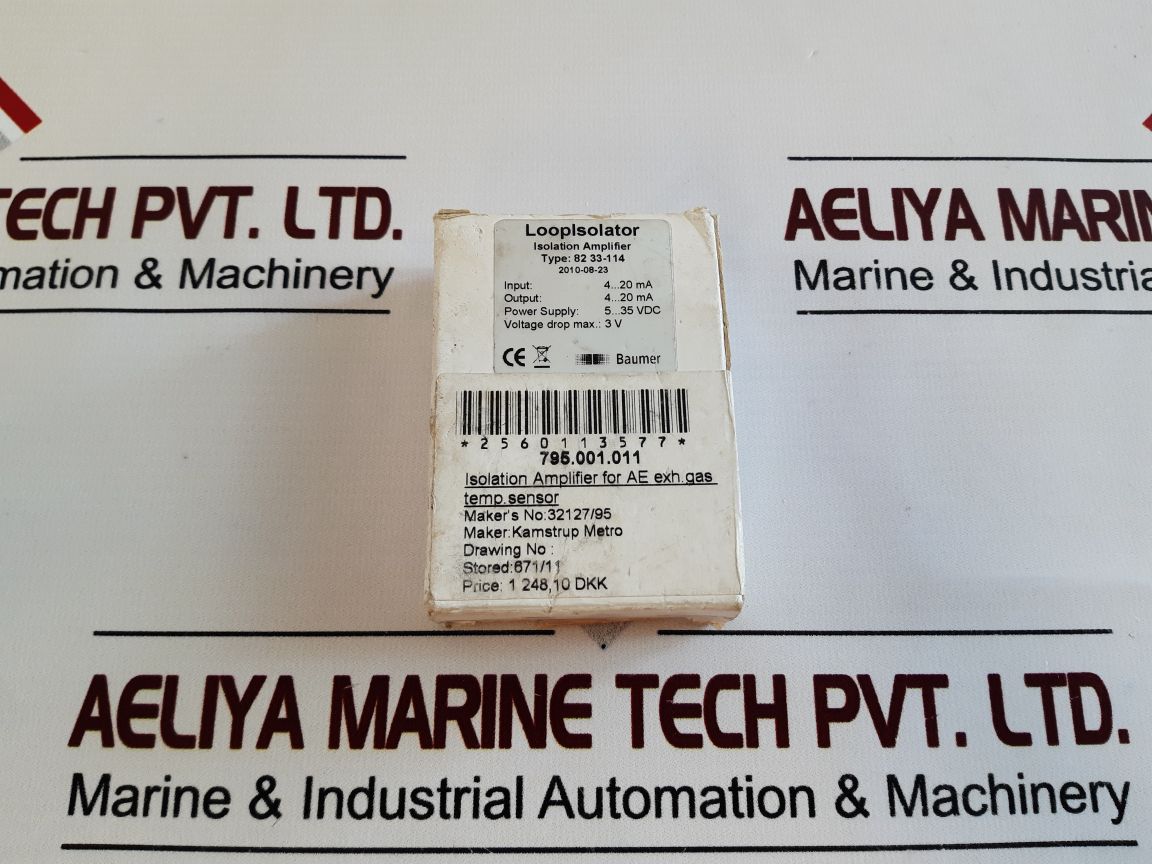 TECH PVT. LTD.
mation & Machinery
AELIYA MARIN
Marine & Industrial
LoopIsolator
Isolation Amplifier
Type: 82 33-114
2010-08-23
Input: 4...20 mA
Output: 4...20 mA
Power Supply: 5...35 VDC
Voltage drop max.: 3 V
CE Baumer
*2560113577*
795.001.011
Isolation Amplifier for AE exh.gas
temp.sensor
Maker's No:32127/95
Maker:Kamstrup Metro
Drawing No :
Stored:671/11
Price: 1 248,10 DKK
AELIYA MARINE TECH PVT. LTD.
Marine & Industrial Automation & Machinery